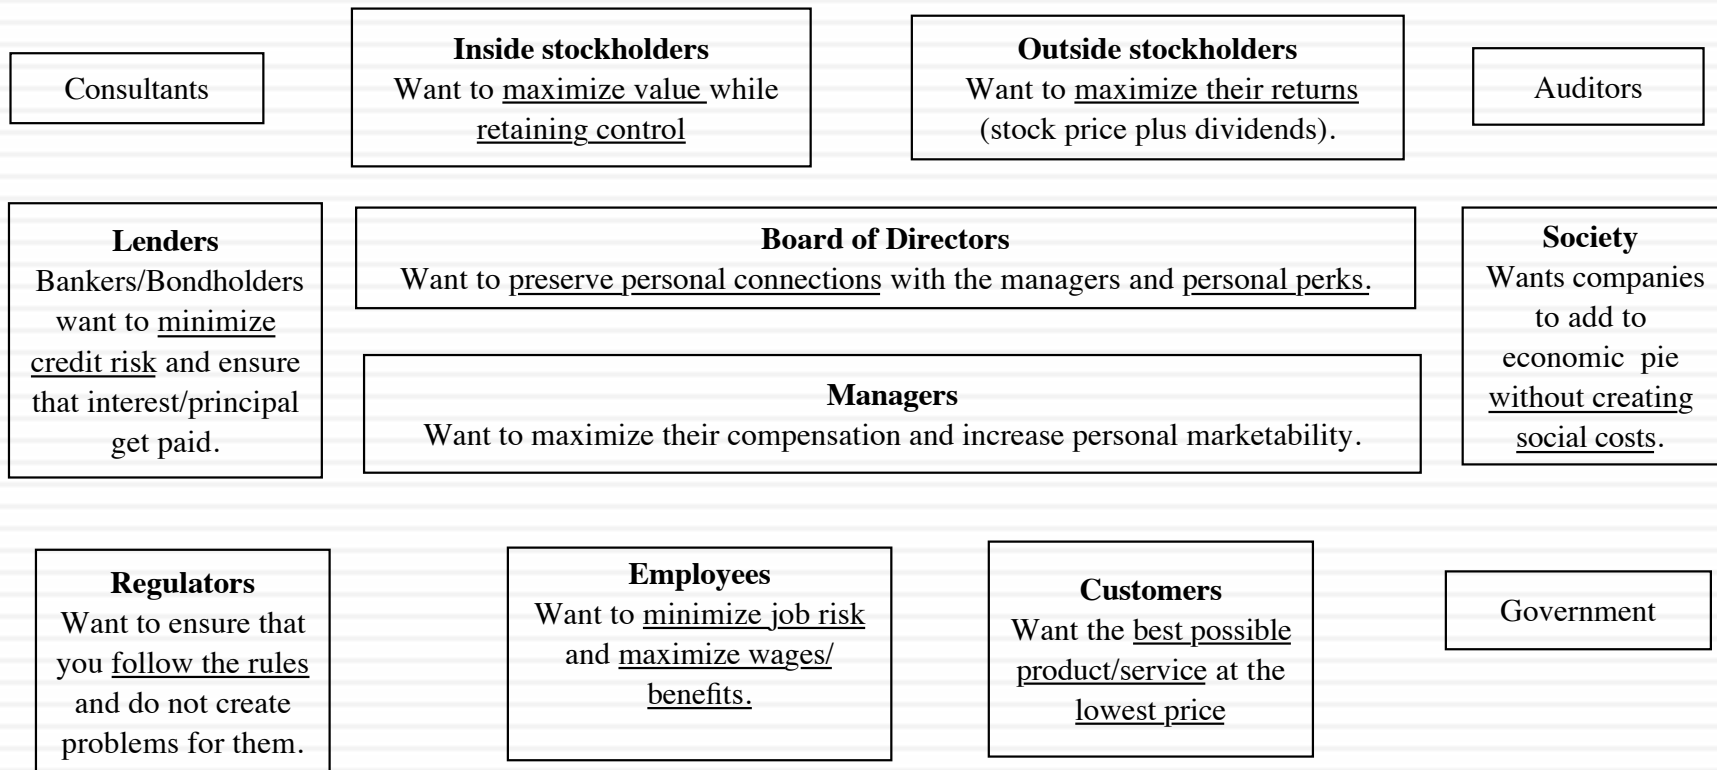 Consultants
Inside stockholders
Want to maximize value while
retaining control
Outside stockholders
Want to maximize their returns
(stock price plus dividends).
Auditors
Lenders
Bankers/Bondholders
want to minimize
credit risk and ensure
that interest/principal
get paid.
Board of Directors
Want to preserve personal connections with the managers and personal perks.
Managers
Want to maximize their compensation and increase personal marketability.
Society
Wants companies
to add to
economic  pie
without creating
social costs.
Regulators
Want to ensure that
you follow the rules
and do not create
problems for them.
Employees
Want to minimize job risk
and maximize wages/
benefits.
Customers
Want the best possible
product/service at the
lowest price
Government